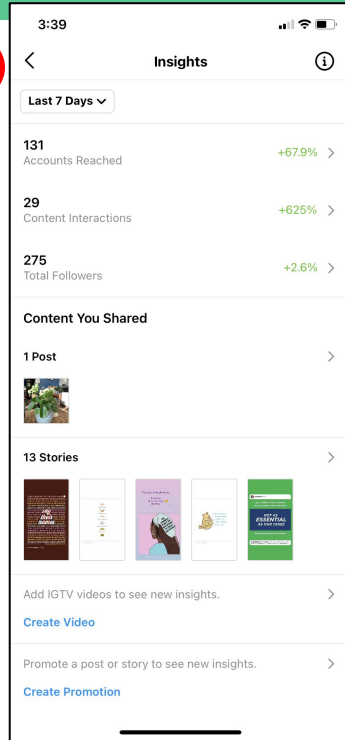 3:39
Insights
Last 7 Days
131
Accounts Reached
+67.9%
29
Content Interactions
+625%
275
Total Followers
+2.6%
Content You Shared
1 Post
13 Stories
NOT AS
ESSENTIAL
AS OUR TAXES
Add IGTV videos to see new insights.
Create Video
Promote a post or story to see new insights.
Create Promotion